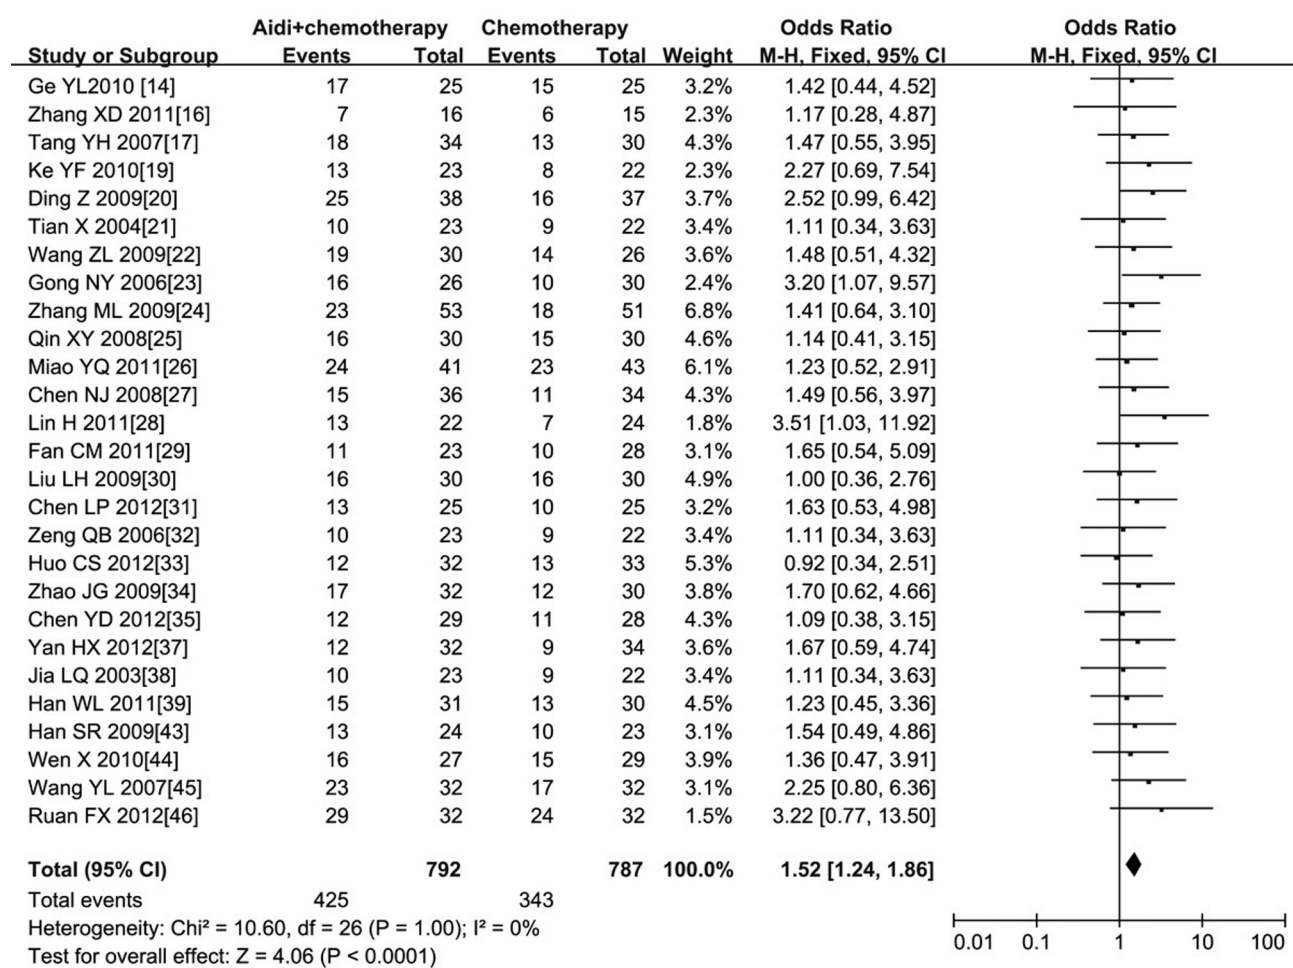 Aidi+chemotherapy Chemotherapy Odds Ratio Odds Ratio
Study or Subgroup Events Total Events Total Weight M-H, Fixed, 95% CI M-H, Fixed, 95% CI
Ge YL2010 [14] 17 25 15 25 3.2% 1.42 [0.44, 4.52]
Zhang XD 2011[16] 7 16 6 15 2.3% 1.17 [0.28, 4.87]
Tang YH 2007[17] 18 34 13 30 4.3% 1.47 [0.55, 3.95]
Ke YF 2010[19] 13 23 8 22 2.3% 2.27 [0.69, 7.54]
Ding Z 2009[20] 25 38 16 37 3.7% 2.52 [0.99, 6.42]
Tian X 2004[21] 10 23 9 22 3.4% 1.11 [0.34, 3.63]
Wang ZL 2009[22] 19 30 14 26 3.6% 1.48 [0.51, 4.32]
Gong NY 2006[23] 16 26 10 30 2.4% 3.20 [1.07, 9.57]
Zhang ML 2009[24] 23 53 18 51 6.8% 1.41 [0.64, 3.10]
Qin XY 2008[25] 16 30 15 30 4.6% 1.14 [0.41, 3.15]
Miao YQ 2011[26] 24 41 23 43 6.1% 1.23 [0.52, 2.91]
Chen NJ 2008[27] 15 36 11 34 4.3% 1.49 [0.56, 3.97]
Lin H 2011[28] 13 22 7 24 1.8% 3.51 [1.03, 11.92]
Fan CM 2011[29] 11 23 10 28 3.1% 1.65 [0.54, 5.09]
Liu LH 2009[30] 16 30 16 30 4.9% 1.00 [0.36, 2.76]
Chen LP 2012[31] 13 25 10 25 3.2% 1.63 [0.53, 4.98]
Zeng QB 2006[32] 10 23 9 22 3.4% 1.11 [0.34, 3.63]
Huo CS 2012[33] 12 32 13 33 5.3% 0.92 [0.34, 2.51]
Zhao JG 2009[34] 17 32 12 30 3.8% 1.70 [0.62, 4.66]
Chen YD 2012[35] 12 29 11 28 4.3% 1.09 [0.38, 3.15]
Yan HX 2012[37] 12 32 9 34 3.6% 1.67 [0.59, 4.74]
Jia LQ 2003[38] 10 23 9 22 3.4% 1.11 [0.34, 3.63]
Han WL 2011[39] 15 31 13 30 4.5% 1.23 [0.45, 3.36]
Han SR 2009[43] 13 24 10 23 3.1% 1.54 [0.49, 4.86]
Wen X 2010[44] 16 27 15 29 3.9% 1.36 [0.47, 3.91]
Wang YL 2007[45] 23 32 17 32 3.1% 2.25 [0.80, 6.36]
Ruan FX 2012[46] 29 32 24 32 1.5% 3.22 [0.77, 13.50]
Total (95% CI) 792 787 100.0% 1.52 [1.24, 1.86]
Total events 425 343
Heterogeneity: Chi² = 10.60, df = 26 (P = 1.00); I² = 0%
Test for overall effect: Z = 4.06 (P < 0.0001)
0.01 0.1 1 10 100